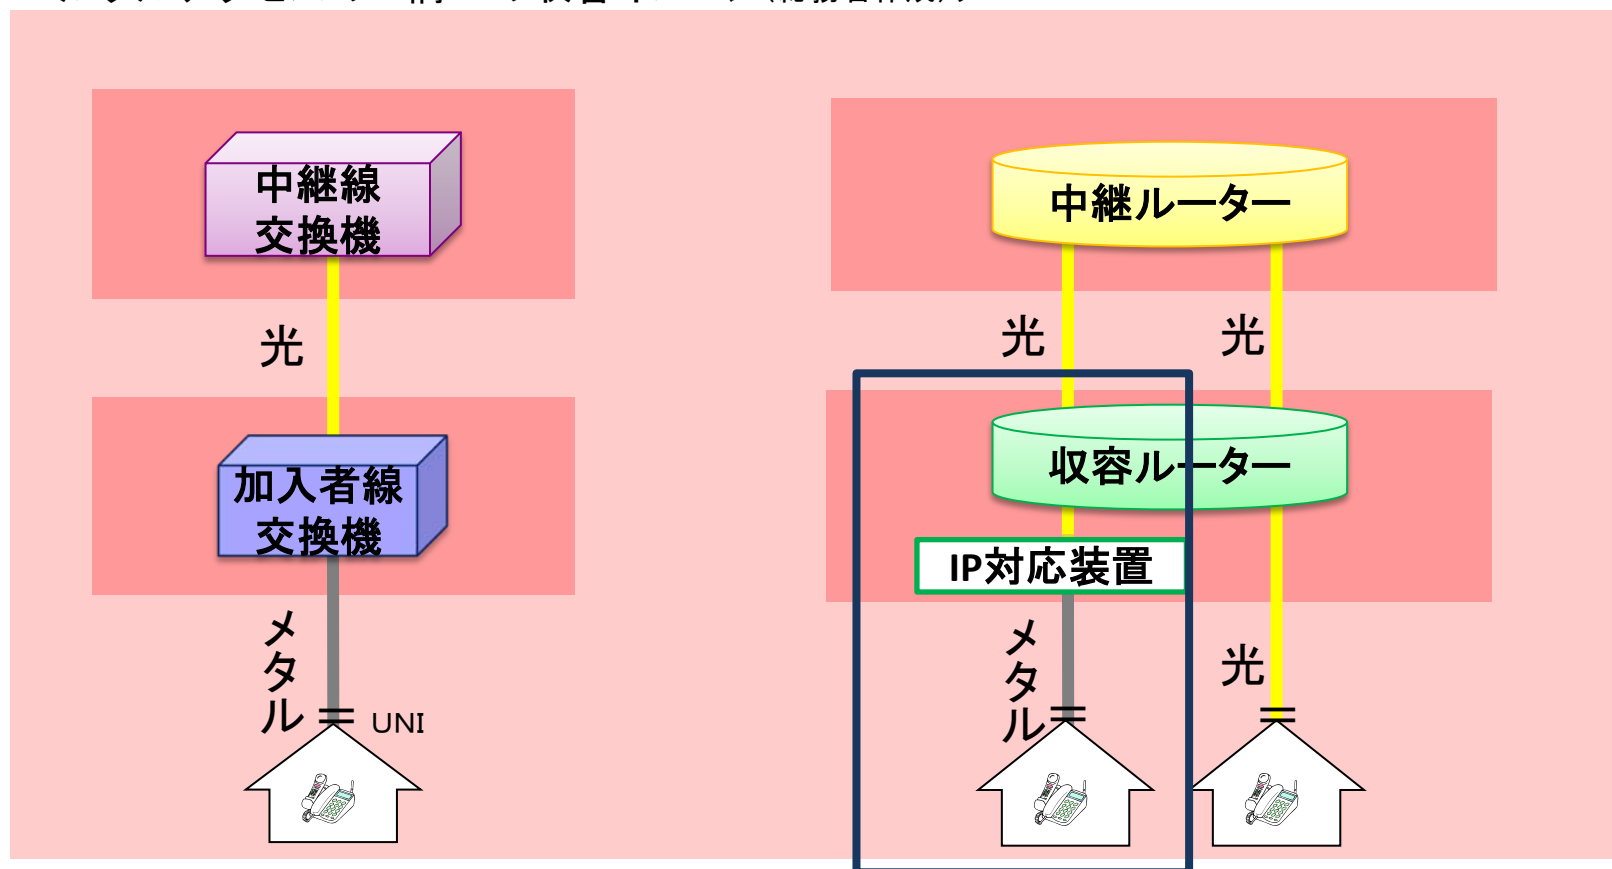 中継線
交換機
光
加入者線
交換機
メタル
UNI
中継ルーター
光
光
収容ルーター
IP対応装置
メタル
光